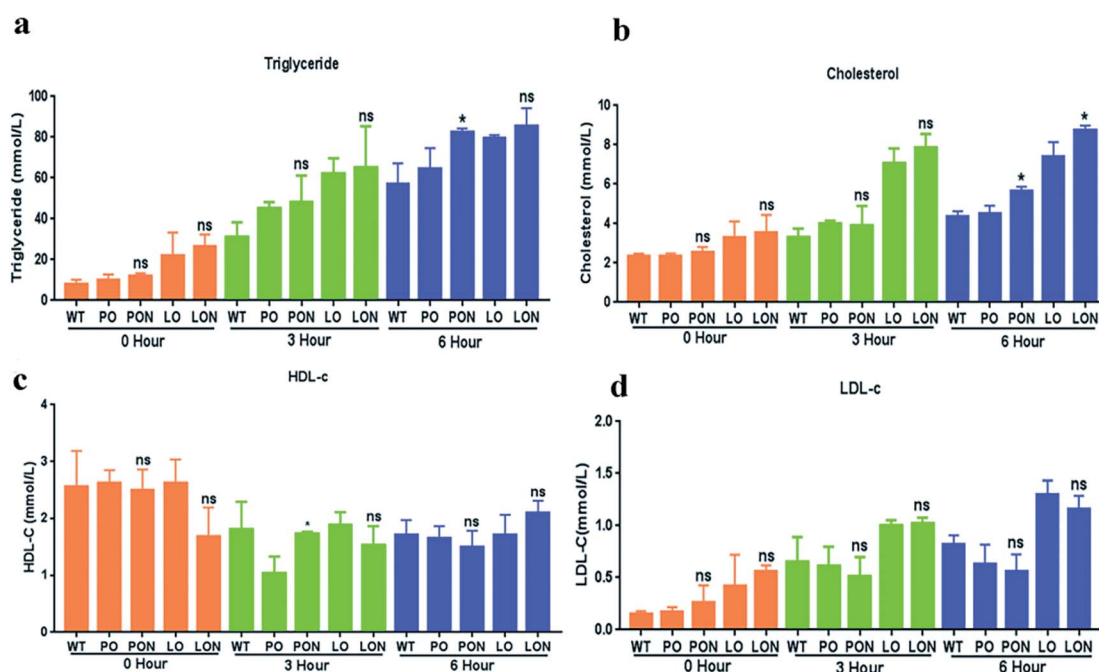 a
Triglyceride
Triglyceride (mmol/L)
100
80
60
40
20
0
ns
ns
*
ns
ns
WT PO PON LO LON WT PO PON LO LON WT PO PON LO LON
0 Hour 3 Hour 6 Hour
b
Cholesterol
Cholesterol (mmol/L)
10
8
6
4
2
0
ns
ns
ns
ns
*
*
WT PO PON LO LON WT PO PON LO LON WT PO PON LO LON
0 Hour 3 Hour 6 Hour
c
HDL-c
HDL-C (mmol/L)
4
3
2
1
0
ns
ns
*
ns
ns
ns
WT PO PON LO LON WT PO PON LO LON WT PO PON LO LON
0 Hour 3 Hour 6 Hour
d
LDL-c
LDL-C(mmol/L)
2.0
1.5
1.0
0.5
0.0
ns
ns
ns
ns
ns
ns
WT PO PON LO LON WT PO PON LO LON WT PO PON LO LON
0 Hour 3 Hour 6 Hour